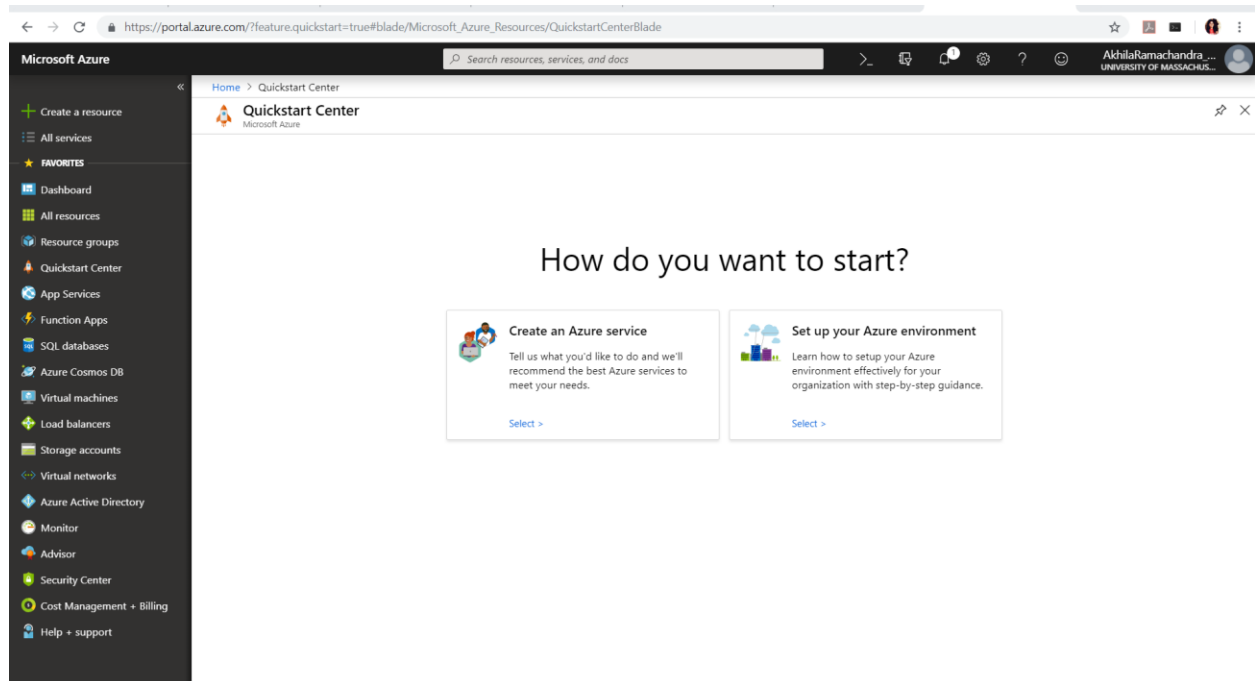 https://portal.azure.com/?feature.quickstart=true#blade/Microsoft_Azure_Resources/QuickstartCenterBlade
Microsoft Azure
Search resources, services, and docs
1
AkhilaRamachandra_...
UNIVERSITY OF MASSACHUS...
Home > Quickstart Center
Quickstart Center
Microsoft Azure
Create a resource
All services
FAVORITES
Dashboard
All resources
Resource groups
Quickstart Center
App Services
Function Apps
SQL databases
Azure Cosmos DB
Virtual machines
Load balancers
Storage accounts
Virtual networks
Azure Active Directory
Monitor
Advisor
Security Center
Cost Management + Billing
Help + support
How do you want to start?
Create an Azure service
Tell us what you'd like to do and we'll
recommend the best Azure services to
meet your needs.
Select >
Set up your Azure environment
Learn how to setup your Azure
environment effectively for your
organization with step-by-step guidance.
Select >